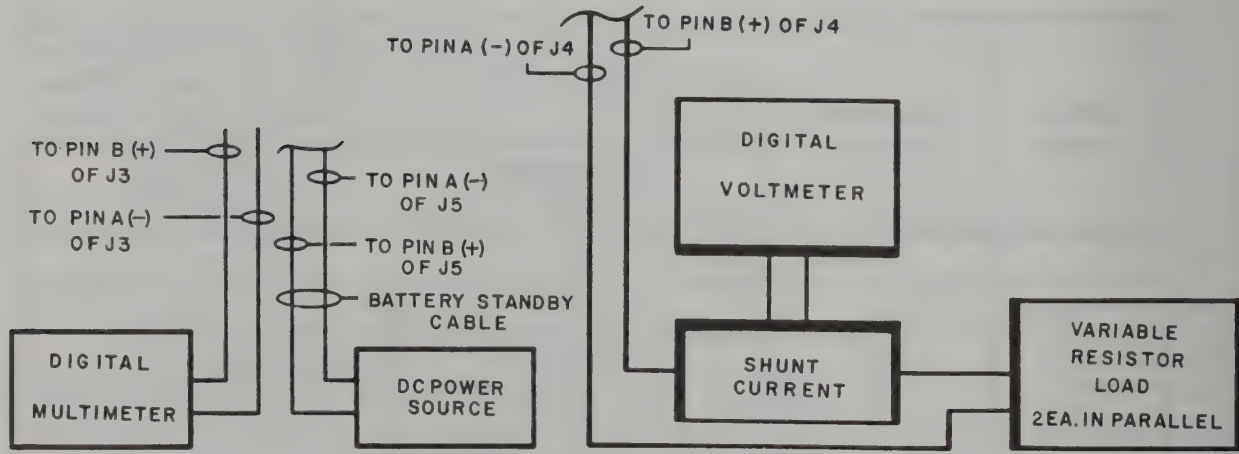 TO PIN A (-) OF J4
TO PIN B (+) OF J4
TO PIN B (+)
OF J3
TO PIN A (-)
OF J3
TO PIN A (-)
OF J5
TO PIN B (+)
OF J5
BATTERY STANDBY
CABLE
DIGITAL
MULTIMETER
DC POWER
SOURCE
DIGITAL
VOLTMETER
SHUNT
CURRENT
VARIABLE
RESISTOR
LOAD
2EA. IN PARALLEL